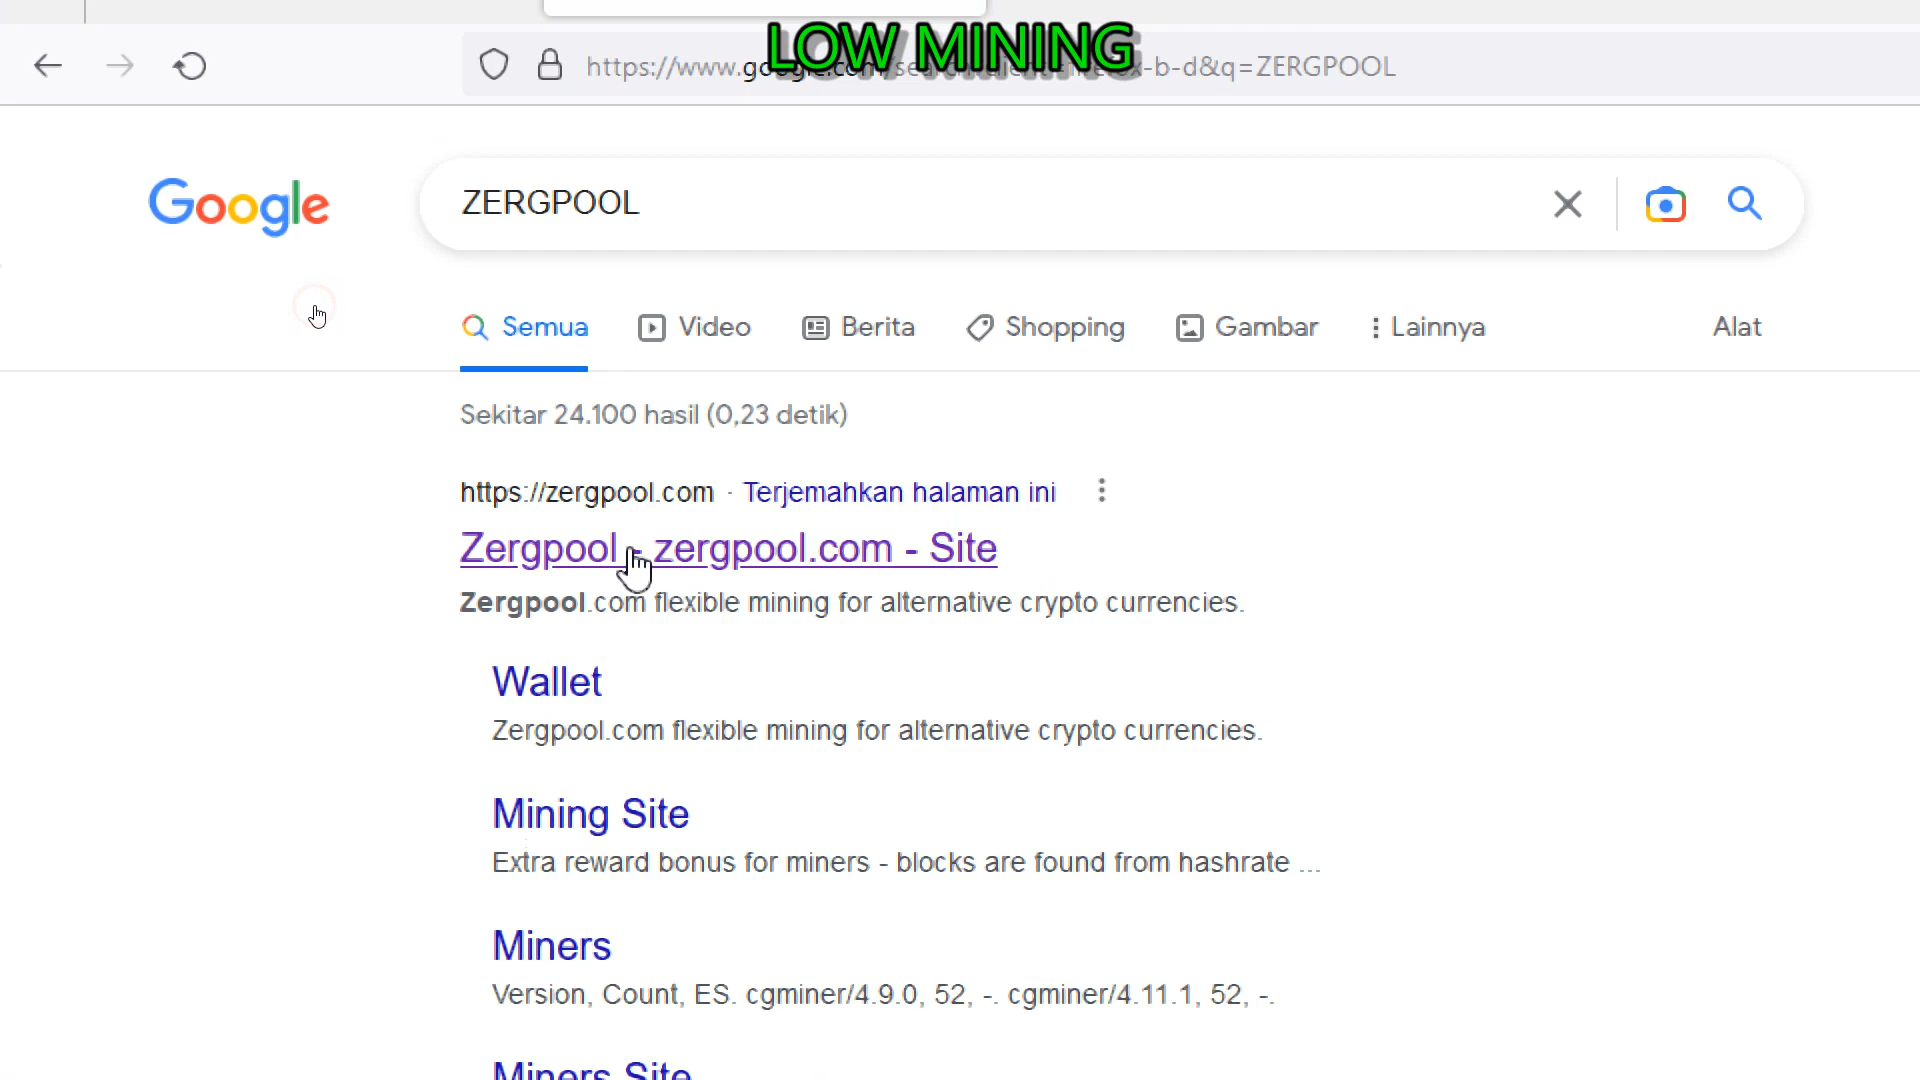 LOW MINING
https://www.google.com/search?client=firefox-b-d&q=ZERGPOOL
Google
ZERGPOOL
Semua
Video
Berita
Shopping
Gambar
Lainnya
Alat
Sekitar 24.100 hasil (0,23 detik)
https://zergpool.com · Terjemahkan halaman ini
Zergpool - zergpool.com - Site
Zergpool.com flexible mining for alternative crypto currencies.
Wallet
Zergpool.com flexible mining for alternative crypto currencies.
Mining Site
Extra reward bonus for miners - blocks are found from hashrate ...
Miners
Version, Count, ES. cgminer/4.9.0, 52, -. cgminer/4.11.1, 52, -.
Miners Site